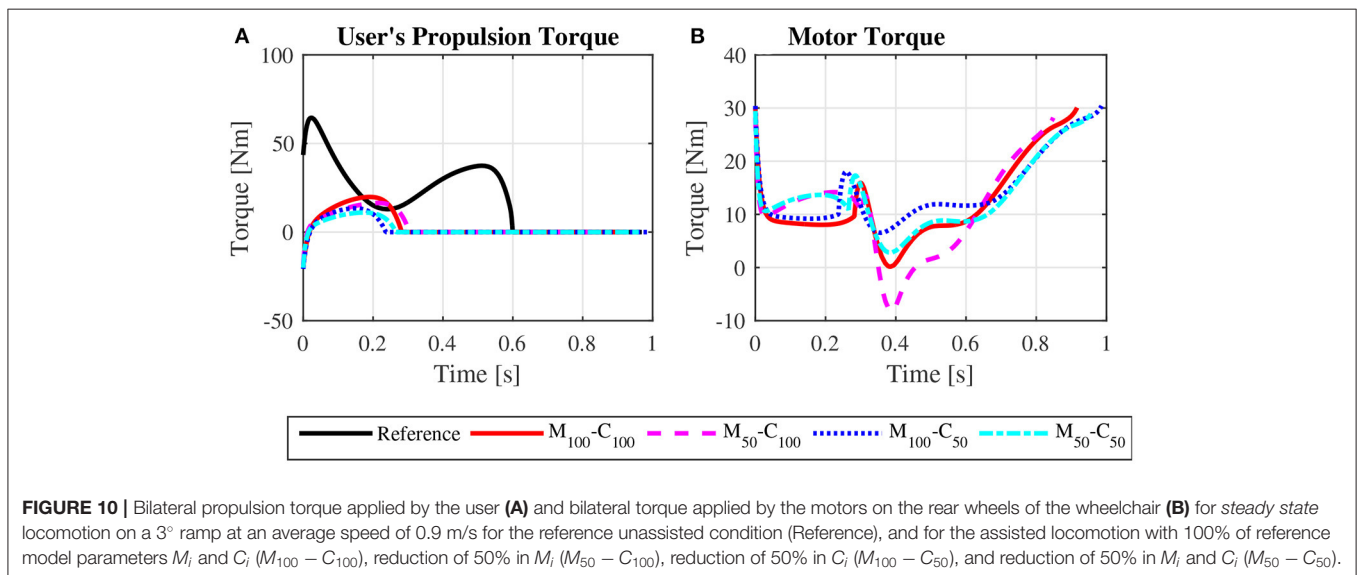 A User's Propulsion Torque
100
50
0
-50
Torque [Nm]
0 0.2 0.4 0.6 0.8 1
Time [s]
B Motor Torque
40
30
20
10
0
-10
Torque [Nm]
0 0.2 0.4 0.6 0.8 1
Time [s]
Reference M₁₀₀-C₁₀₀ M₅₀-C₁₀₀ M₁₀₀-C₅₀ M₅₀-C₅₀
FIGURE 10 | Bilateral propulsion torque applied by the user (A) and bilateral torque applied by the motors on the rear wheels of the wheelchair (B) for steady state
locomotion on a 3° ramp at an average speed of 0.9 m/s for the reference unassisted condition (Reference), and for the assisted locomotion with 100% of reference
model parameters Mᵢ and Cᵢ (M₁₀₀ − C₁₀₀), reduction of 50% in Mᵢ (M₅₀ − C₁₀₀), reduction of 50% in Cᵢ (M₁₀₀ − C₅₀), and reduction of 50% in Mᵢ and Cᵢ (M₅₀ − C₅₀).